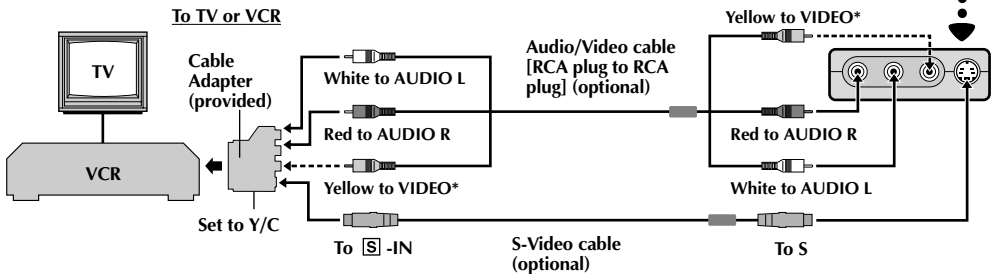 To TV or VCR
TV
VCR
Cable
Adapter
(provided)
Set to Y/C
White to AUDIO L
Red to AUDIO R
Yellow to VIDEO*
To S -IN
Audio/Video cable
[RCA plug to RCA
plug] (optional)
S-Video cable
(optional)
Yellow to VIDEO*
Red to AUDIO R
White to AUDIO L
To S